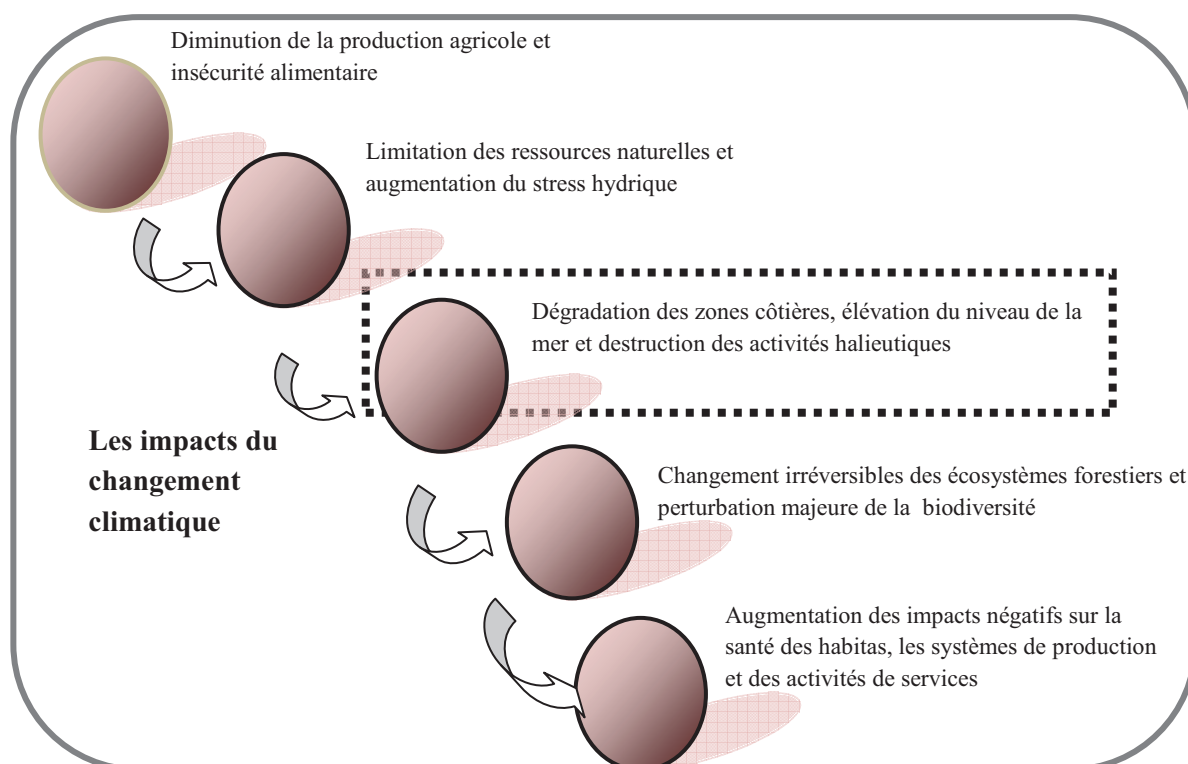 Diminution de la production agricole et
insécurité alimentaire
Limitation des ressources naturelles et
augmentation du stress hydrique
Dégradation des zones côtières, élévation du niveau de la
mer et destruction des activités halieutiques
Les impacts du
changement
climatique
Changement irréversibles des écosystèmes forestiers et
perturbation majeure de la biodiversité
Augmentation des impacts négatifs sur la
santé des habitas, les systèmes de production
et des activités de services